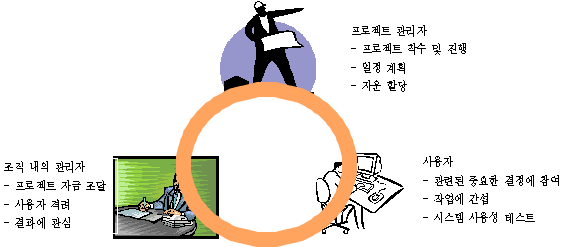 프로젝트 관리자
- 프로젝트 착수 및 진행
- 일정 계획
- 자운 할당
조직 내의 관리자
- 프로젝트 자금 조달
- 사용자 격려
- 결과에 관심
사용자
- 관련된 중요한 결정에 참여
- 작업에 간섭
- 시스템 사용성 테스트